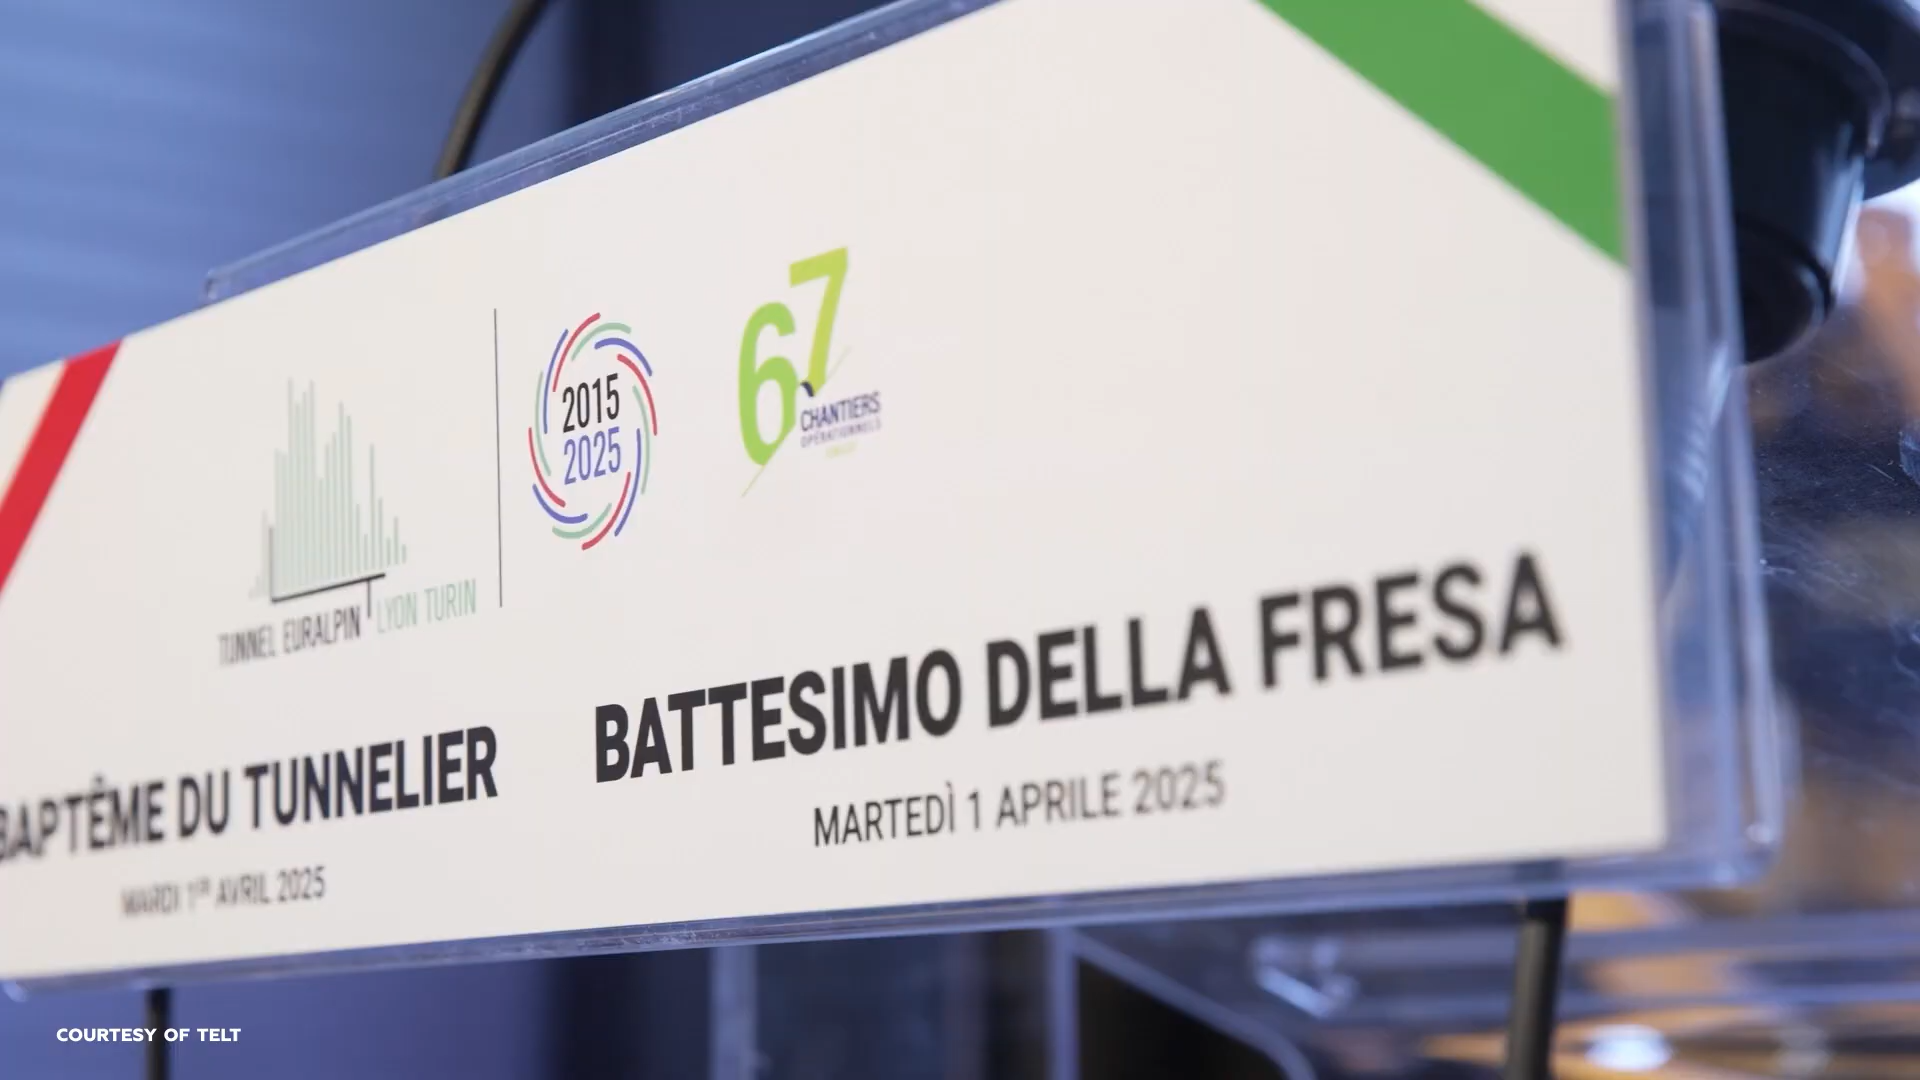 2015
2025
67
CHANTIERS
OPÉRATIONNELS
TUNNEL EURALPIN LYON TURIN
BAPTÊME DU TUNNELIER
MARDI 1ER AVRIL 2025
BATTESIMO DELLA FRESA
MARTEDÌ 1 APRILE 2025
COURTESY OF TELT